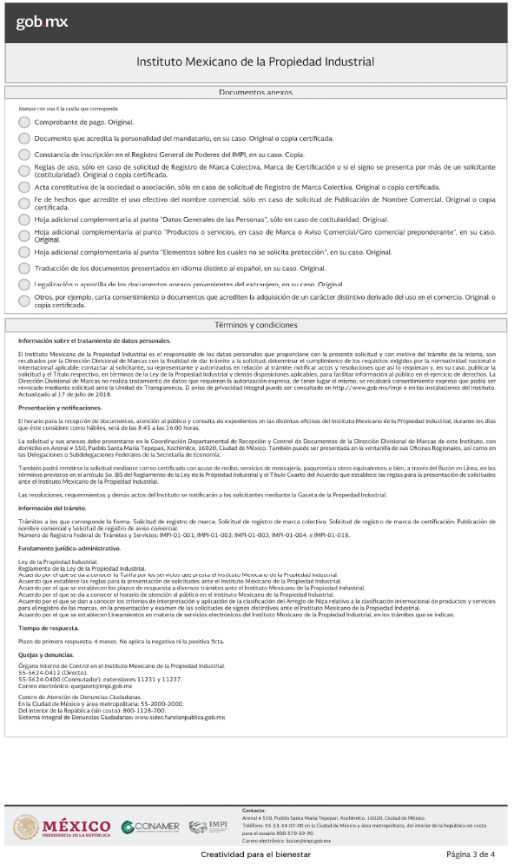 gob.mx
Instituto Mexicano de la Propiedad Industrial
Documentos anexos
Marque con una X la casilla que corresponda
Comprobante de pago. Original.
Documento que acredita la personalidad del mandatario, en su caso. Original o copia certificada.
Constancia de inscripción en el Registro General de Poderes del IMPI, en su caso. Copia.
Reglas de uso, sólo en caso de solicitud de Registro de Marca Colectiva, Marca de Certificación o si el signo se presenta por más de un solicitante
(cotitularidad). Original o copia certificada.
Acta constitutiva de la sociedad o asociación, sólo en caso de solicitud de Registro de Marca Colectiva. Original o copia certificada.
Fe de hechos que acredite el uso efectivo del nombre comercial, sólo en caso de solicitud de Publicación de Nombre Comercial. Original o copia
certificada.
Hoja adicional complementaria al punto "Datos Generales de las Personas", sólo en caso de cotitularidad. Original.
Hoja adicional complementaria al punto "Productos o servicios, en caso de Marca o Aviso Comercial/Giro comercial preponderante", en su caso.
Original.
Hoja adicional complementaria al punto "Elementos sobre los cuales no se solicita protección", en su caso. Original.
Traducción de los documentos presentados en idioma distinto al español, en su caso. Original.
Legalización o apostilla de los documentos anexos provenientes del extranjero, en su caso. Original
Otros, por ejemplo, carta consentimiento o documentos que acrediten la adquisición de un carácter distintivo derivado del uso en el comercio. Original o
copia certificada.
Términos y condiciones
Información sobre el tratamiento de datos personales.
El Instituto Mexicano de la Propiedad Industrial es el responsable de los datos personales que proporcione con la presente solicitud y con motivo del trámite de la misma, son
recabados por la Dirección Divisional de Marcas con la finalidad de dar trámite a la solicitud; determinar el cumplimiento de los requisitos exigidos por la normatividad nacional e
internacional aplicable; contactar al solicitante, su representante y autorizados en relación al trámite; notificar actos y resoluciones que así lo requieran y, en su caso, publicar la
solicitud y el Título respectivo, en términos de la Ley de la Propiedad Industrial y demás disposiciones aplicables, para facilitar información al público en el ejercicio de derechos. La
Dirección Divisional de Marcas no realiza tratamiento de datos que requieran la autorización expresa, de tener lugar el mismo, se recabará consentimiento expreso que podrá ser
revocado mediante solicitud ante la Unidad de Transparencia. El aviso de privacidad integral puede ser consultado en http://www.gob.mx/impi o en las instalaciones del Instituto.
Actualizado al 17 de julio de 2018.
Presentación y notificaciones.
El horario para la recepción de documentos, atención al público y consulta de expedientes en las distintas oficinas del Instituto Mexicano de la Propiedad Industrial, durante los días
que éste considere como hábiles, será de las 8:45 a las 16:00 horas.
La solicitud y sus anexos debe presentarse en la Coordinación Departamental de Recepción y Control de Documentos de la Dirección Divisional de Marcas de este Instituto, con
domicilio en Arenal # 550, Pueblo Santa María Tepepan, Xochimilco, 16020, Ciudad de México. También puede ser presentada en la ventanilla de sus Oficinas Regionales, así como en
las Delegaciones o Subdelegaciones Federales de la Secretaría de Economía.
También podrá remitirse la solicitud mediante correo certificado con acuse de recibo, servicios de mensajería, paquetería u otros equivalentes; o bien, a través del Buzón en Línea, en los
términos previstos en el artículo 5o. BIS del Reglamento de la Ley de la Propiedad Industrial y el Título Cuarto del Acuerdo que establece las reglas para la presentación de solicitudes
ante el Instituto Mexicano de la Propiedad Industrial.
Las resoluciones, requerimientos y demás actos del Instituto se notificarán a los solicitantes mediante la Gaceta de la Propiedad Industrial.
Información del trámite.
Trámites a los que corresponde la forma: Solicitud de registro de marca; Solicitud de registro de marca colectiva; Solicitud de registro de marca de certificación; Publicación de
nombre comercial y Solicitud de registro de aviso comercial.
Número de Registro Federal de Trámites y Servicios: IMPI-01-001; IMPI-01-002; IMPI-01-003; IMPI-01-004, e IMPI-01-018.
Fundamento jurídico-administrativo.
Ley de la Propiedad Industrial.
Reglamento de la Ley de la Propiedad Industrial.
Acuerdo por el que se da a conocer la Tarifa por los servicios que presta el Instituto Mexicano de la Propiedad Industrial.
Acuerdo que establece las reglas para la presentación de solicitudes ante el Instituto Mexicano de la Propiedad Industrial.
Acuerdo por el que se establecen los plazos de respuesta a diversos trámites ante el Instituto Mexicano de la Propiedad Industrial.
Acuerdo por el que se da a conocer el horario de atención al público en el Instituto Mexicano de la Propiedad Industrial.
Acuerdo por el que se dan a conocer los criterios de interpretación y aplicación de la clasificación del Arreglo de Niza relativo a la clasificación internacional de productos y servicios
para el registro de las marcas, en la presentación y examen de las solicitudes de signos distintivos ante el Instituto Mexicano de la Propiedad Industrial.
Acuerdo por el que se establecen Lineamientos en materia de servicios electrónicos del Instituto Mexicano de la Propiedad Industrial, en los trámites que se indican
Tiempo de respuesta.
Plazo de primera respuesta: 4 meses. No aplica la negativa ni la positiva ficta.
Quejas y denuncias.
Órgano Interno de Control en el Instituto Mexicano de la Propiedad Industrial.
55-5624-0412 (Directo).
55-5624-0400 (Conmutador), extensiones 11231 y 11237.
Correo electrónico: quejanet@impi.gob.mx
Centro de Atención de Denuncias Ciudadanas.
En la Ciudad de México y área metropolitana: 55-2000-2000.
Del interior de la República (sin costo): 800-1128-700.
Sistema Integral de Denuncias Ciudadanas: www.sidec.funcionpublica.gob.mx
MÉXICO
PRESIDENCIA DE LA REPÚBLICA
CONAMER
IMPI
Contacto:
Arenal # 550, Pueblo Santa María Tepepan, Xochimilco, 16020, Ciudad de México.
Teléfono: 55-53-34-07-00 en la Ciudad de México y área metropolitana, del interior de la República sin costo
para el usuario 800-570-59-90.
Correo electrónico: buzon@impi.gob.mx
Creatividad para el bienestar
Página 3 de 4